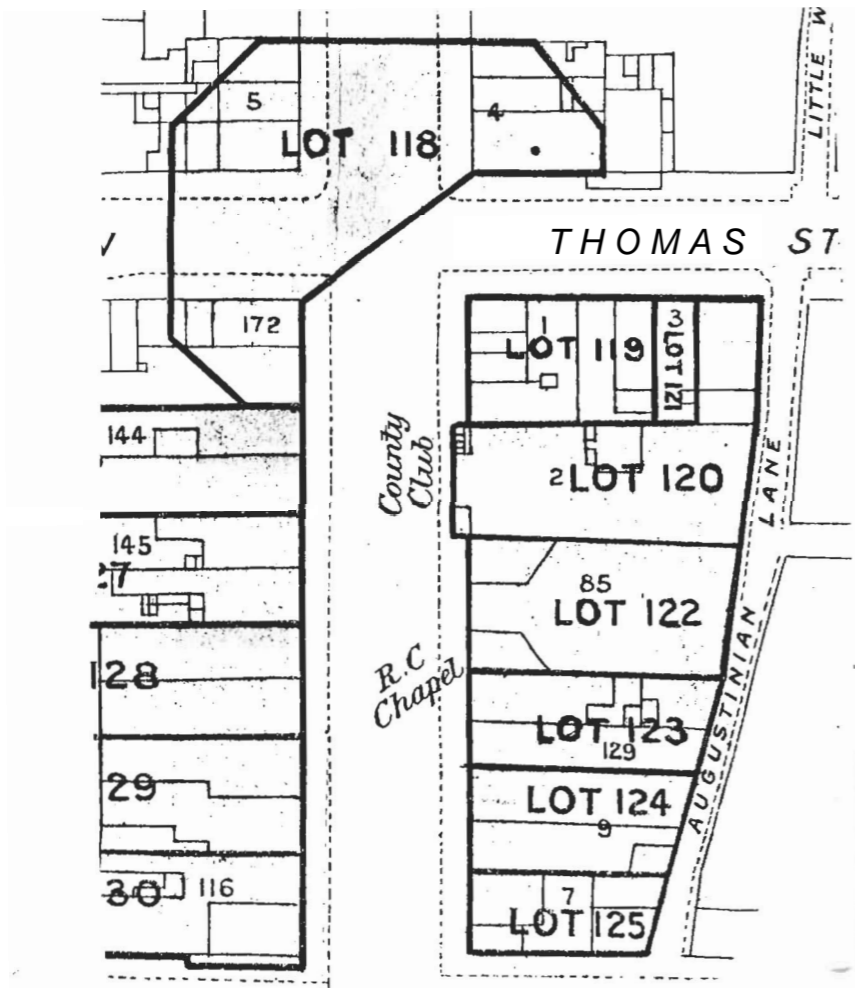 LITTLE W
5
4
LOT 118
THOMAS ST
172
1
LOT 119
3
LOT 121
144
County
Club
2 LOT 120
LANE
145
27
85
LOT 122
128
R.C
Chapel
AUGUSTINIAN
LOT 123
129
29
LOT 124
9
30
116
7
LOT 125